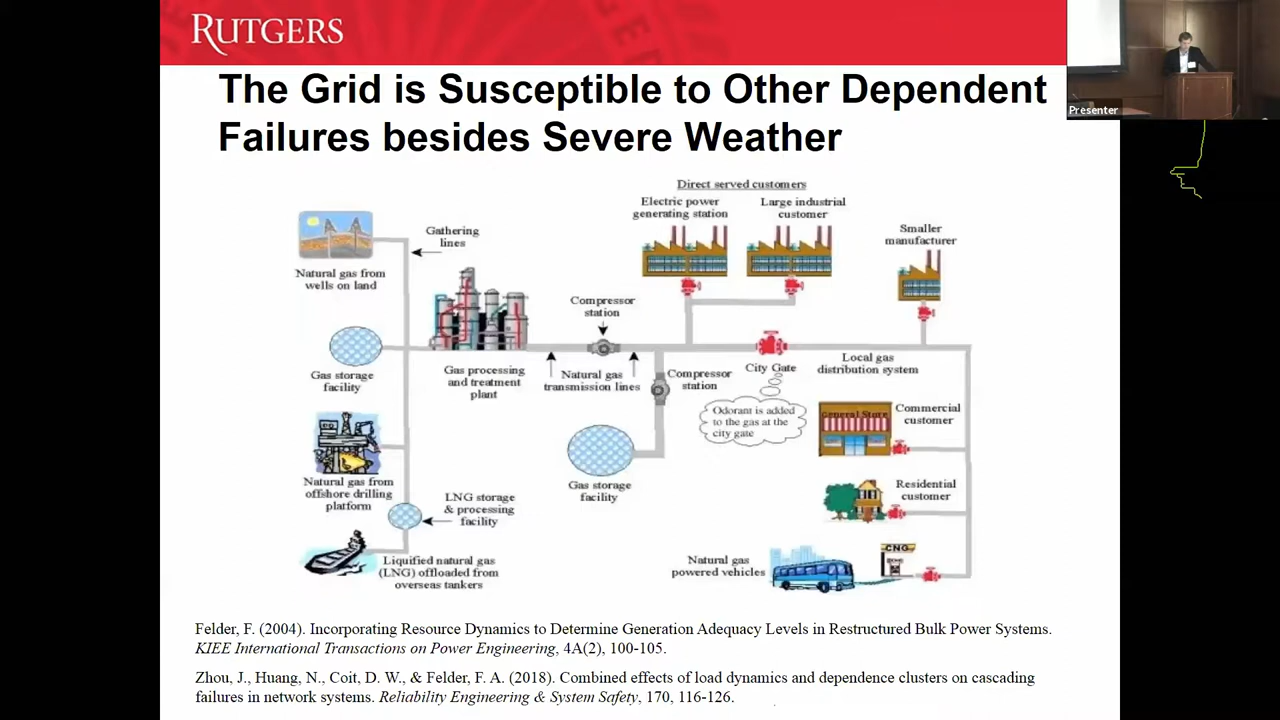 RUTGERS
The Grid is Susceptible to Other Dependent
Failures besides Severe Weather
Presenter
Direct served customers
Electric power
generating station
Large industrial
customer
Smaller
manufacturer
Gathering
lines
Natural gas from
wells on land
Compressor
station
Gas storage
facility
Gas processing
and treatment
plant
Natural gas
transmission lines
Compressor
station
City Gate
Local gas
distribution system
Odorant is added
to the gas at the
city gate
General Store
Commercial
customer
Natural gas from
offshore drilling
platform
Gas storage
facility
LNG storage
& processing
facility
Residential
customer
Liquified natural gas
(LNG) offloaded from
overseas tankers
Natural gas
powered vehicles
CNG
Felder, F. (2004). Incorporating Resource Dynamics to Determine Generation Adequacy Levels in Restructured Bulk Power Systems.
KIEE International Transactions on Power Engineering, 4A(2), 100-105.
Zhou, J., Huang, N., Coit, D. W., & Felder, F. A. (2018). Combined effects of load dynamics and dependence clusters on cascading
failures in network systems. Reliability Engineering & System Safety, 170, 116-126.